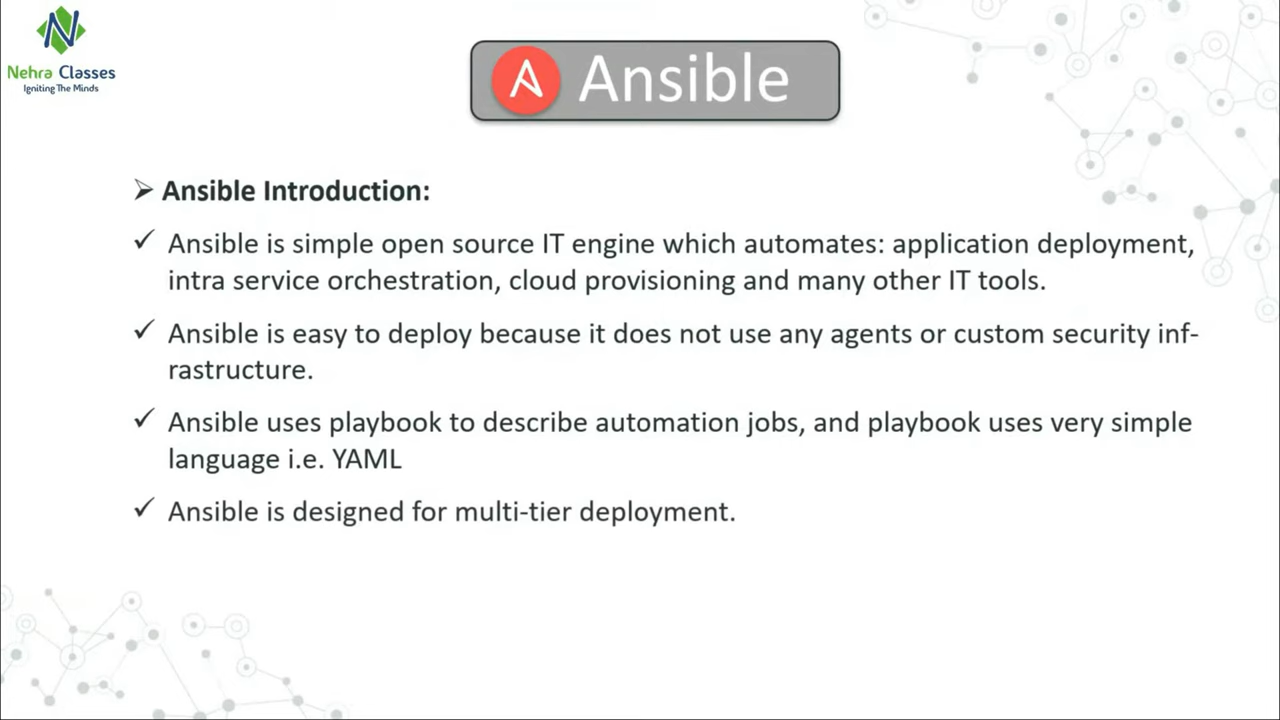 Nehra Classes
Igniting The Minds
Ansible
Ansible Introduction:
Ansible is simple open source IT engine which automates: application deployment,
intra service orchestration, cloud provisioning and many other IT tools.
Ansible is easy to deploy because it does not use any agents or custom security inf-
rastructure.
Ansible uses playbook to describe automation jobs, and playbook uses very simple
language i.e. YAML
Ansible is designed for multi-tier deployment.